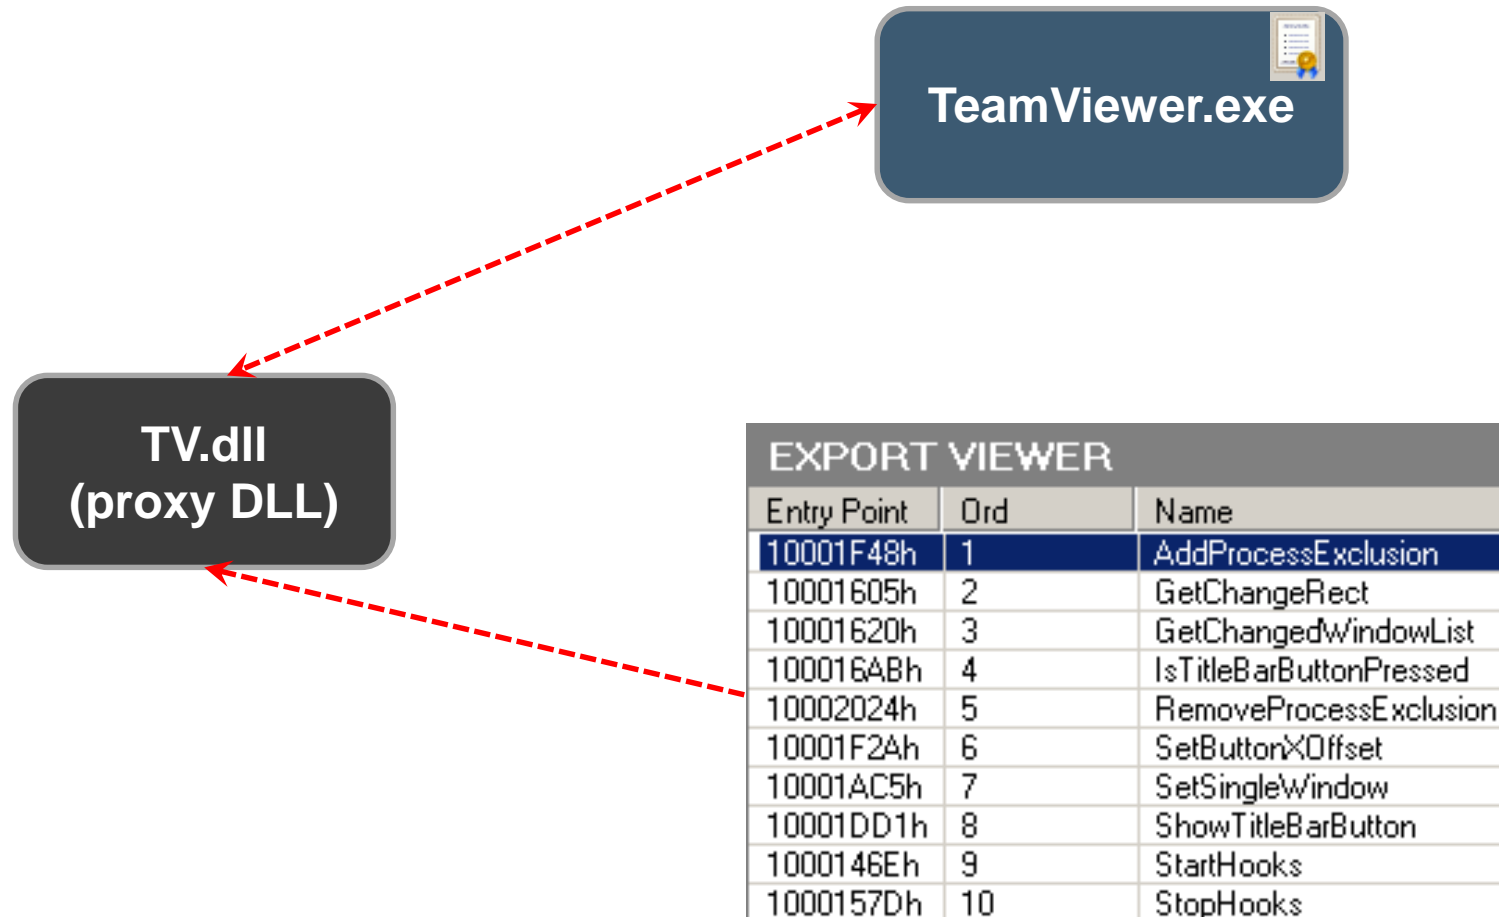 TeamViewer.exe
TV.dll
(proxy DLL)
EXPORT VIEWER
Entry Point Ord Name
10001F48h 1 AddProcessExclusion
10001605h 2 GetChangeRect
10001620h 3 GetChangedWindowList
100016ABh 4 IsTitleBarButtonPressed
10002024h 5 RemoveProcessExclusion
10001F2Ah 6 SetButtonXOffset
10001AC5h 7 SetSingleWindow
10001DD1h 8 ShowTitleBarButton
1000146Eh 9 StartHooks
1000157Dh 10 StopHooks